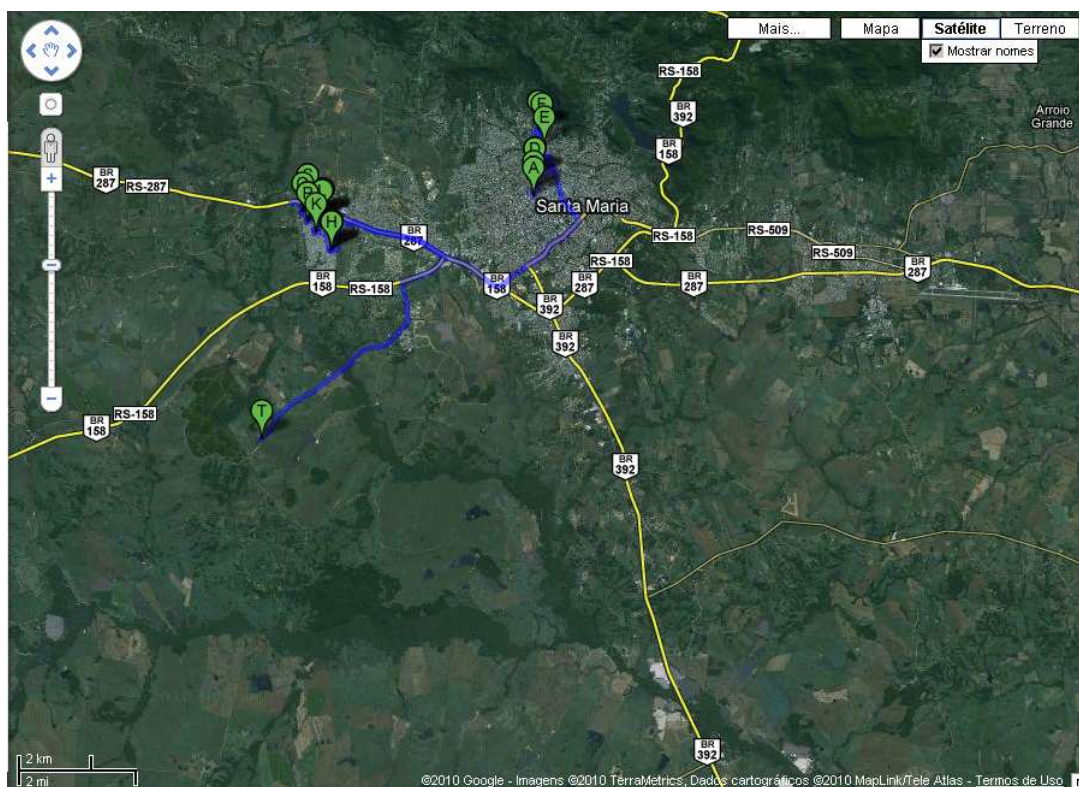 Mais... Mapa Satélite Terreno
Mostrar nomes
RS-158
BR 392
Arroio Grande
F
E
BR 158
D
A
BR 287
RS-287
K
H
Santa Maria
RS-158
RS-509
BR 287
RS-158
RS-509
BR 158
RS-158
BR 158
BR 287
BR 287
BR 287
BR 392
BR 392
T
RS-158
BR 158
BR 392
BR 392
2 km
2 mi
©2010 Google - Imagens ©2010 TerraMetrics, Dados cartográficos ©2010 MapLink/Tele Atlas - Termos de Uso